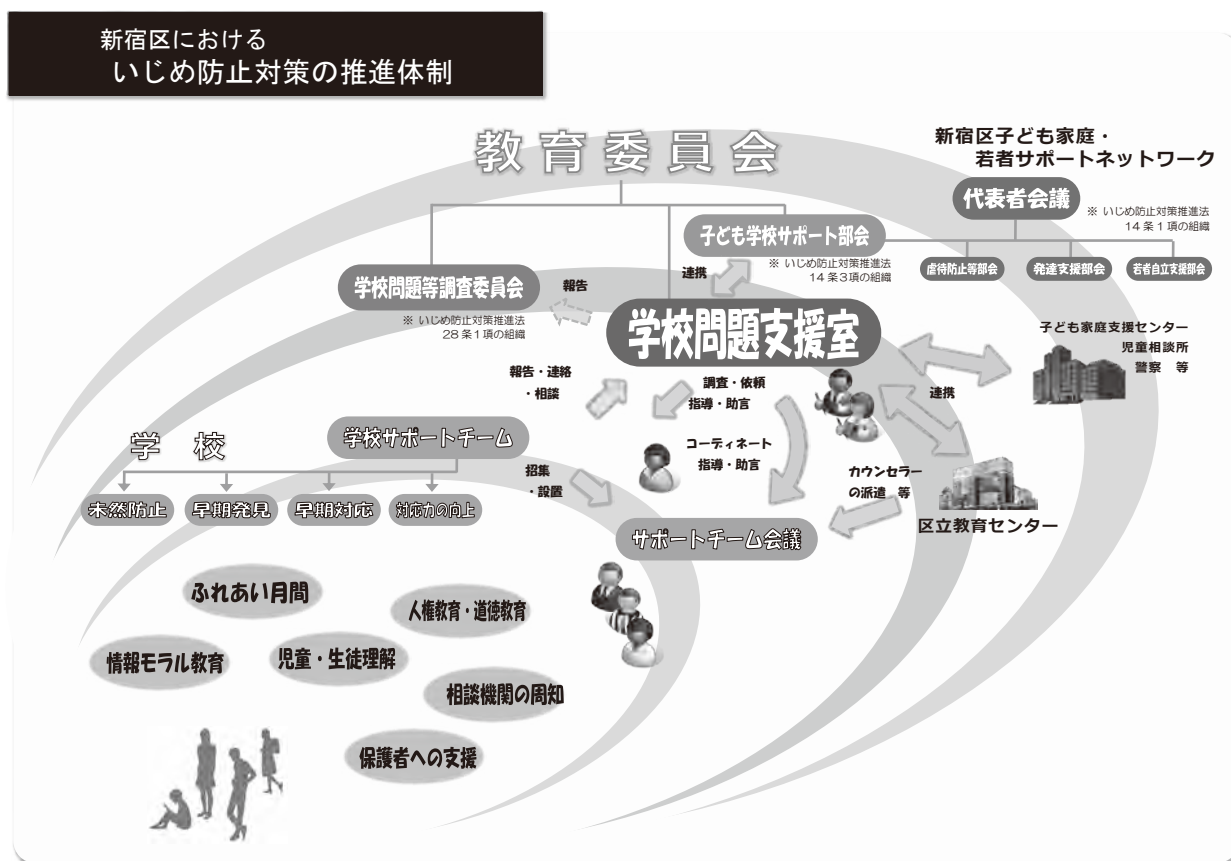 新宿区における
いじめ防止対策の推進体制
教育委員会
新宿区子ども家庭・
若者サポートネットワーク
代表者会議
※ いじめ防止対策推進法
14条1項の組織
子ども学校サポート部会
※ いじめ防止対策推進法
14条3項の組織
虐待防止等部会
発達支援部会
若者自立支援部会
学校問題等調査委員会
※ いじめ防止対策推進法
28条1項の組織
報告
連携
学校問題支援室
子ども家庭支援センター
児童相談所
警察 等
報告・連絡
・相談
調査・依頼
指導・助言
連携
学 校
学校サポートチーム
コーディネート
指導・助言
招集
・設置
カウンセラー
の派遣 等
未然防止
早期発見
早期対応
対応力の向上
サポートチーム会議
区立教育センター
ふれあい月間
人権教育・道徳教育
情報モラル教育
児童・生徒理解
相談機関の周知
保護者への支援